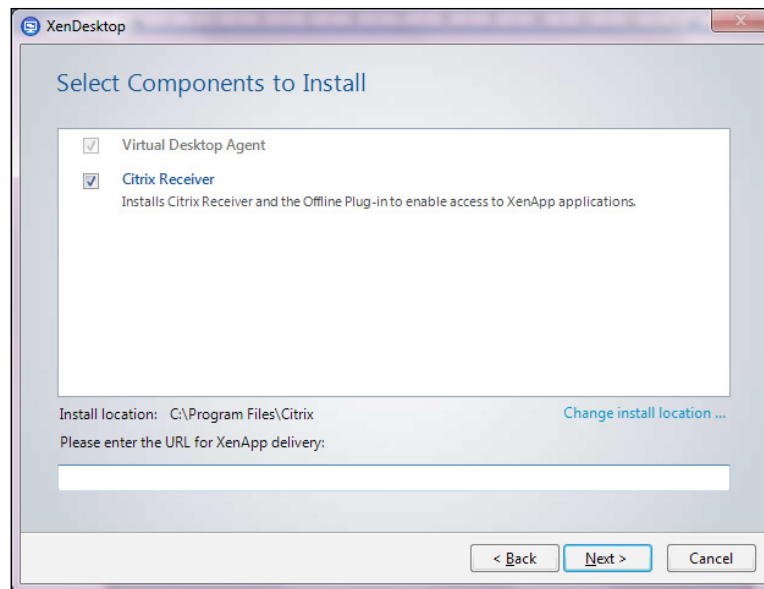 XenDesktop
Select Components to Install
Virtual Desktop Agent
Citrix Receiver
Installs Citrix Receiver and the Offline Plug-in to enable access to XenApp applications.
Install location: C:\Program Files\Citrix
Change install location ...
Please enter the URL for XenApp delivery:
< Back
Next >
Cancel